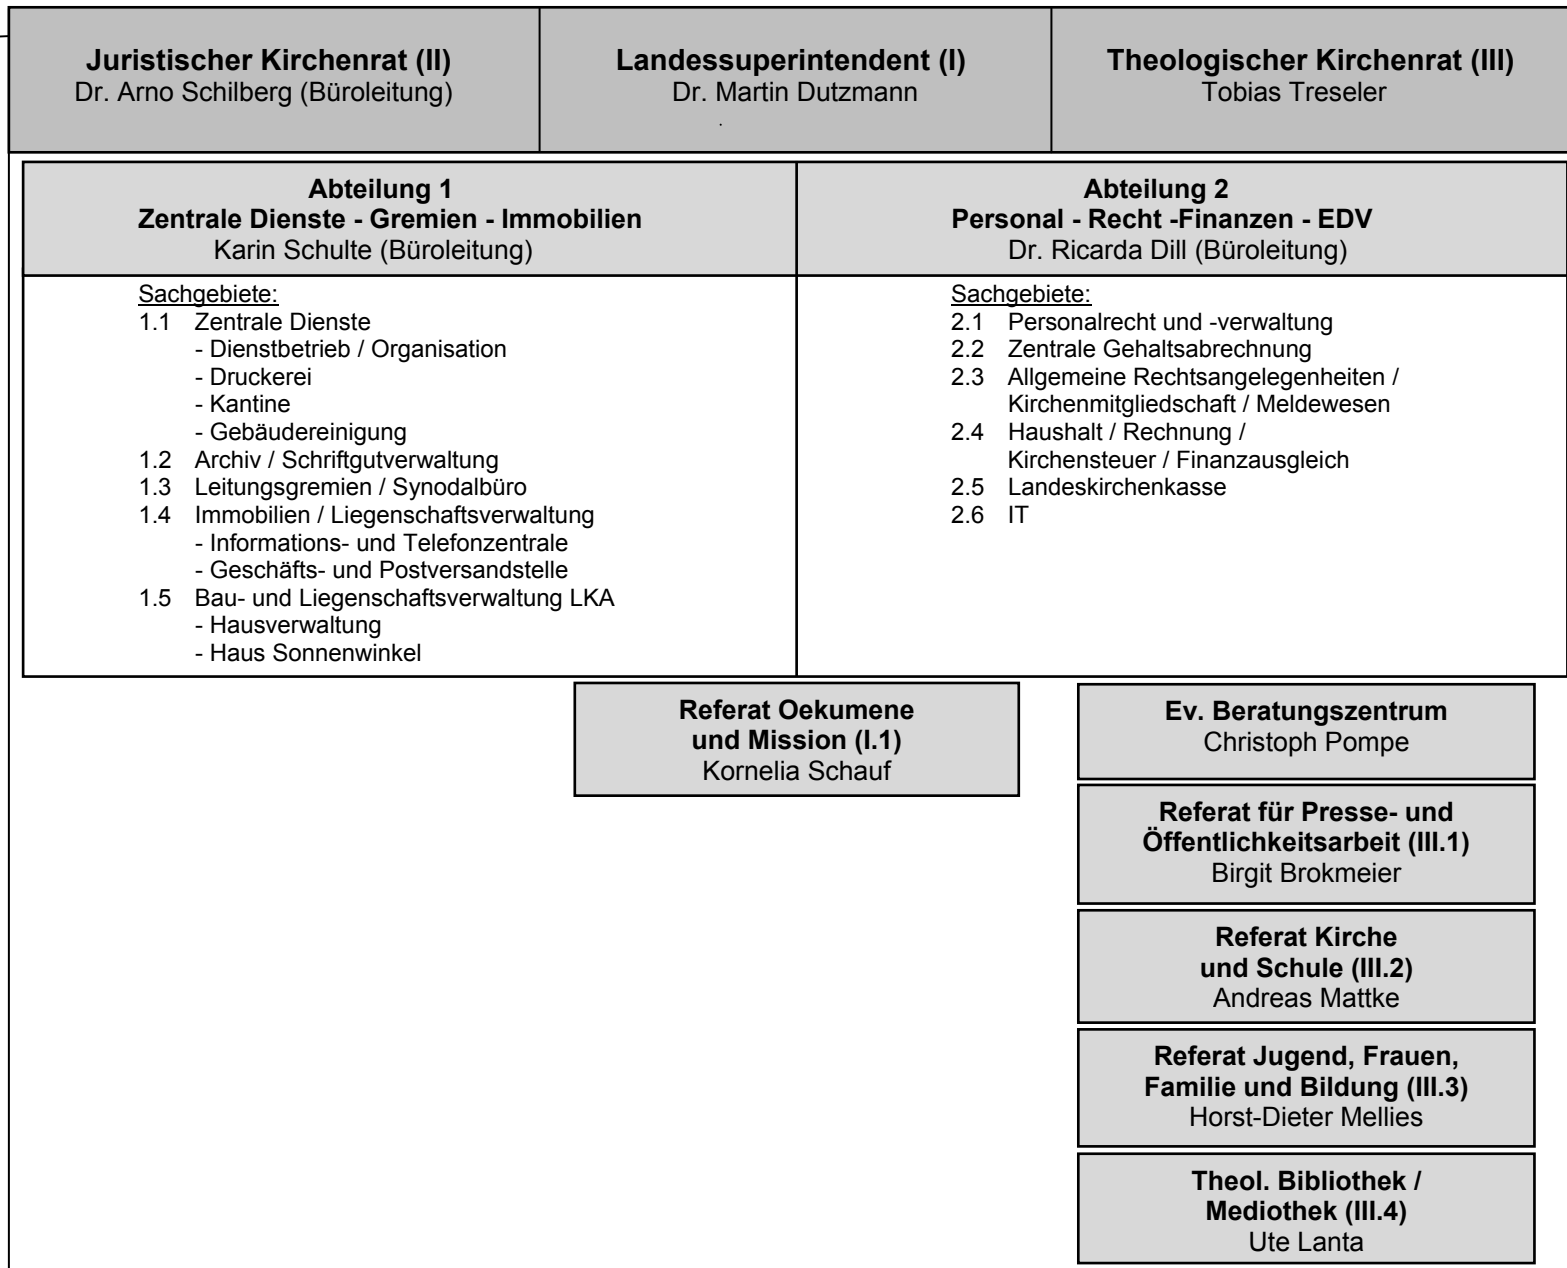 Juristischer Kirchenrat (II)
Dr. Arno Schilberg (Büroleitung)
Landessuperintendent (I)
Dr. Martin Dutzmann
.
Theologischer Kirchenrat (III)
Tobias Treseler
Abteilung 1
Zentrale Dienste - Gremien - Immobilien
Karin Schulte (Büroleitung)
Abteilung 2
Personal - Recht -Finanzen - EDV
Dr. Ricarda Dill (Büroleitung)
Sachgebiete:
1.1 Zentrale Dienste
- Dienstbetrieb / Organisation
- Druckerei
- Kantine
- Gebäudereinigung
1.2 Archiv / Schriftgutverwaltung
1.3 Leitungsgremien / Synodalbüro
1.4 Immobilien / Liegenschaftsverwaltung
- Informations- und Telefonzentrale
- Geschäfts- und Postversandstelle
1.5 Bau- und Liegenschaftsverwaltung LKA
- Hausverwaltung
- Haus Sonnenwinkel
Sachgebiete:
2.1 Personalrecht und -verwaltung
2.2 Zentrale Gehaltsabrechnung
2.3 Allgemeine Rechtsangelegenheiten /
Kirchenmitgliedschaft / Meldewesen
2.4 Haushalt / Rechnung /
Kirchensteuer / Finanzausgleich
2.5 Landeskirchenkasse
2.6 IT
Referat Oekumene
und Mission (I.1)
Kornelia Schauf
Ev. Beratungszentrum
Christoph Pompe
Referat für Presse- und
Öffentlichkeitsarbeit (III.1)
Birgit Brokmeier
Referat Kirche
und Schule (III.2)
Andreas Mattke
Referat Jugend, Frauen,
Familie und Bildung (III.3)
Horst-Dieter Mellies
Theol. Bibliothek /
Mediothek (III.4)
Ute Lanta